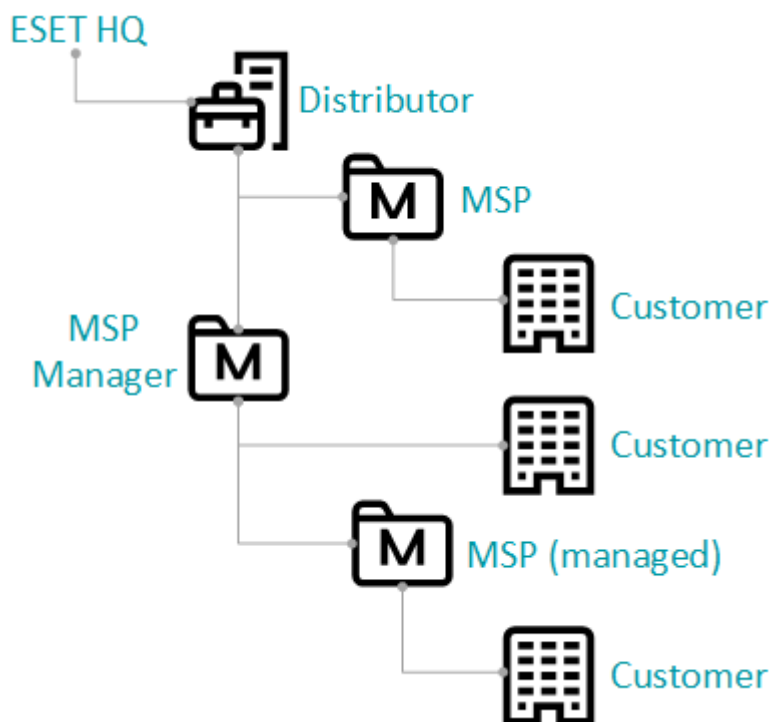 ESET HQ
Distributor
M
MSP
Customer
MSP
Manager
M
Customer
M
MSP (managed)
Customer